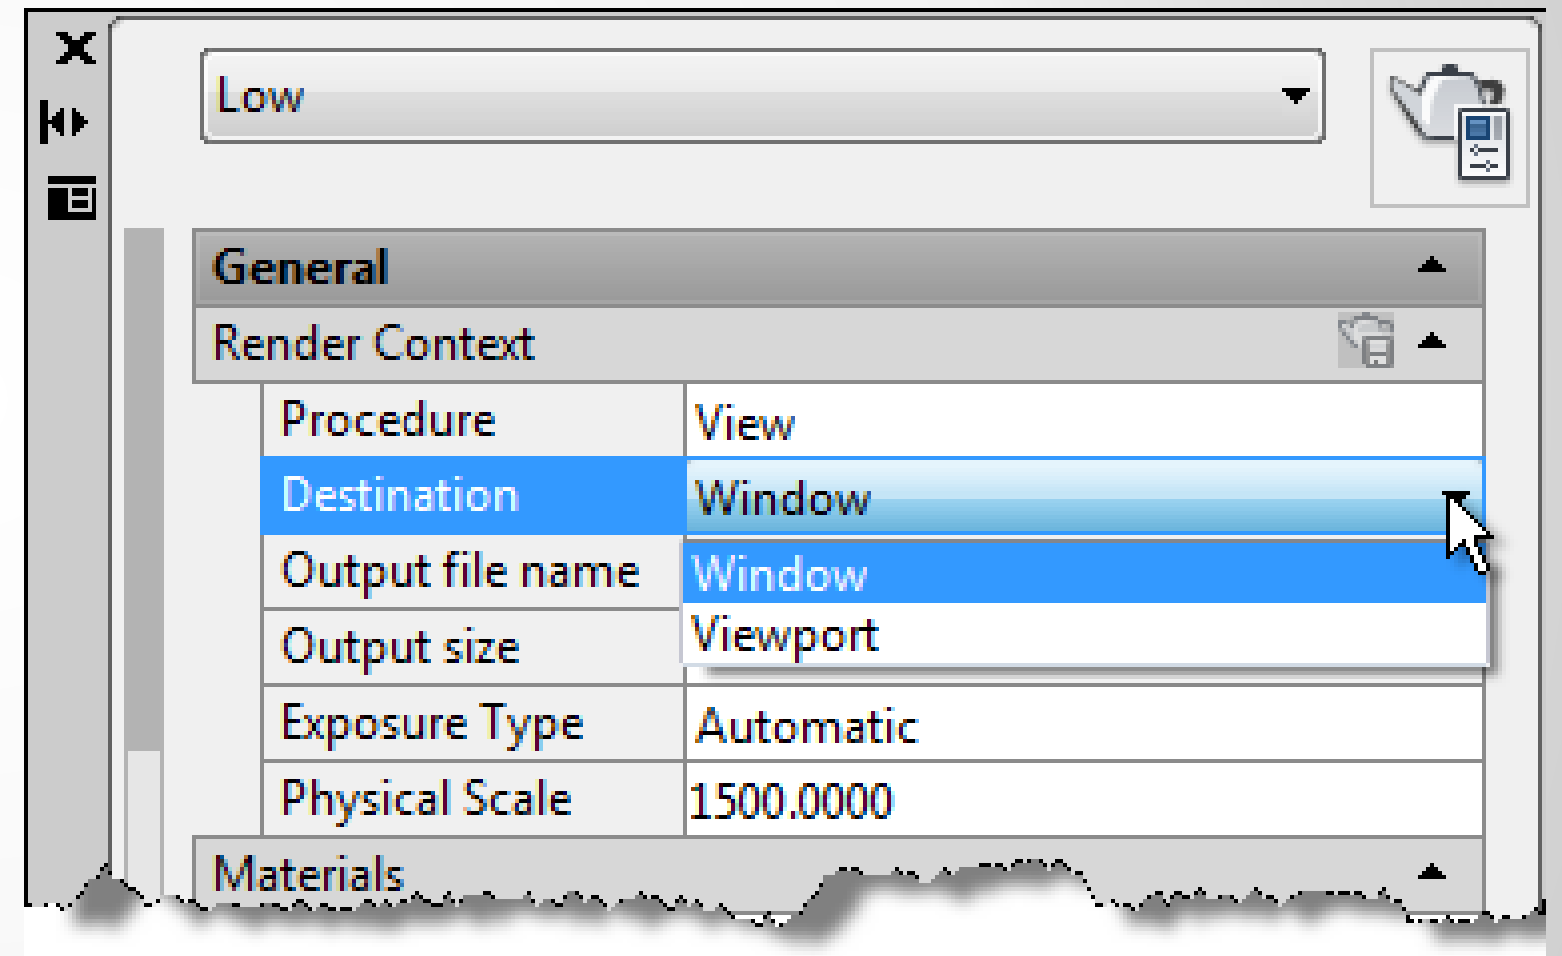 Low
General
Render Context
Procedure View
Destination Window
Output file name Window
Output size Viewport
Exposure Type Automatic
Physical Scale 1500.0000
Materials